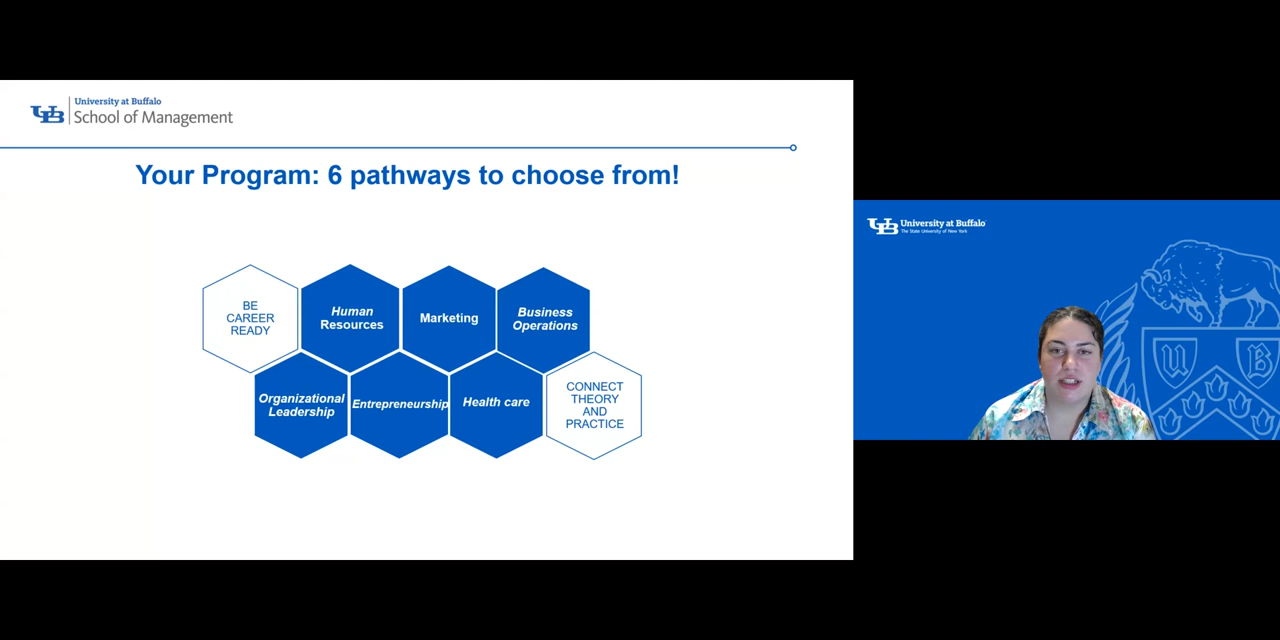 University at Buffalo
School of Management
Your Program: 6 pathways to choose from!
BE
CAREER
READY
Human
Resources
Marketing
Business
Operations
Organizational
Leadership
Entrepreneurship
Health care
CONNECT
THEORY
AND
PRACTICE
UB
University at Buffalo
The State University of New York
U B